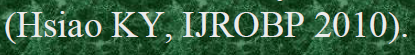 (Hsiao KY, IJROBP 2010).